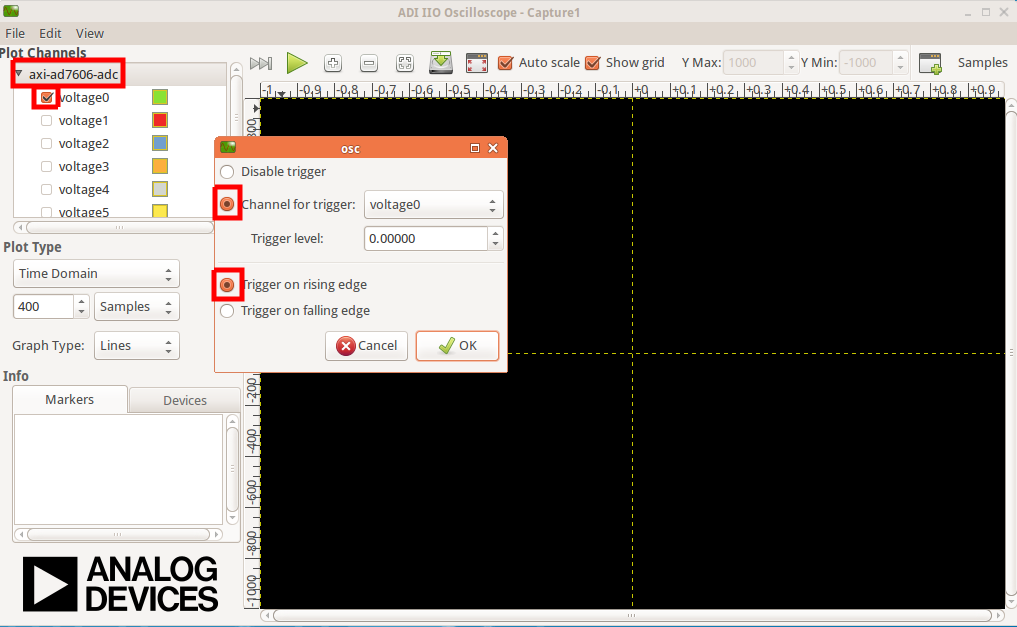 ADI IIO Oscilloscope - Capture1
File Edit View
Plot Channels
axi-ad7606-adc
voltage0
voltage1
voltage2
voltage3
voltage4
voltage5
Auto scale Show grid Y Max: 1000 Y Min: -1000 Samples
-1 -0.9 -0.8 -0.7 -0.6 -0.5 -0.4 -0.3 -0.2 -0.1 +0 +0.1 +0.2 +0.3 +0.4 +0.5 +0.6 +0.7 +0.8 +0.9
800
osc
Disable trigger
Channel for trigger: voltage0
Trigger level: 0.00000
Trigger on rising edge
Trigger on falling edge
Cancel OK
Plot Type
Time Domain
400 Samples
Graph Type: Lines
Info
Markers Devices
-200
-400
-600
-800
-1000
ANALOG
DEVICES